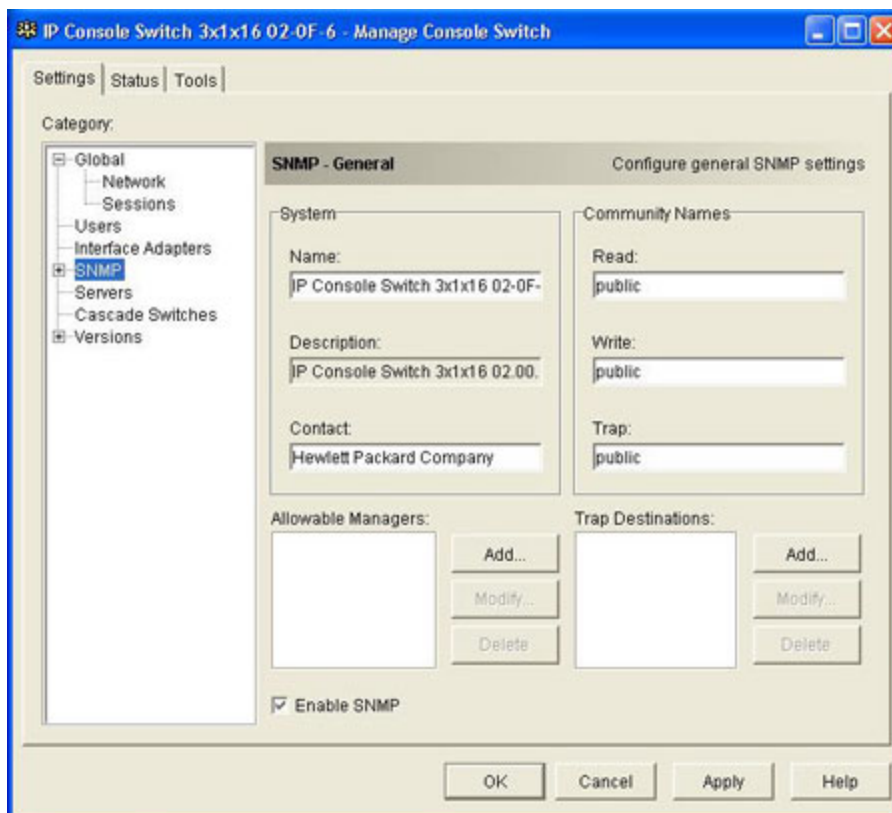 IP Console Switch 3x1x16 02-0F-6 - Manage Console Switch
Settings Status Tools
Category:
Global
Network
Sessions
Users
Interface Adapters
SNMP
Servers
Cascade Switches
Versions
SNMP - General
Configure general SNMP settings
System
Name:
IP Console Switch 3x1x16 02-0F-
Description:
IP Console Switch 3x1x16 02.00.
Contact:
Hewlett Packard Company
Community Names
Read:
public
Write:
public
Trap:
public
Allowable Managers:
Add...
Modify...
Delete
Trap Destinations:
Add...
Modify...
Delete
Enable SNMP
OK Cancel Apply Help